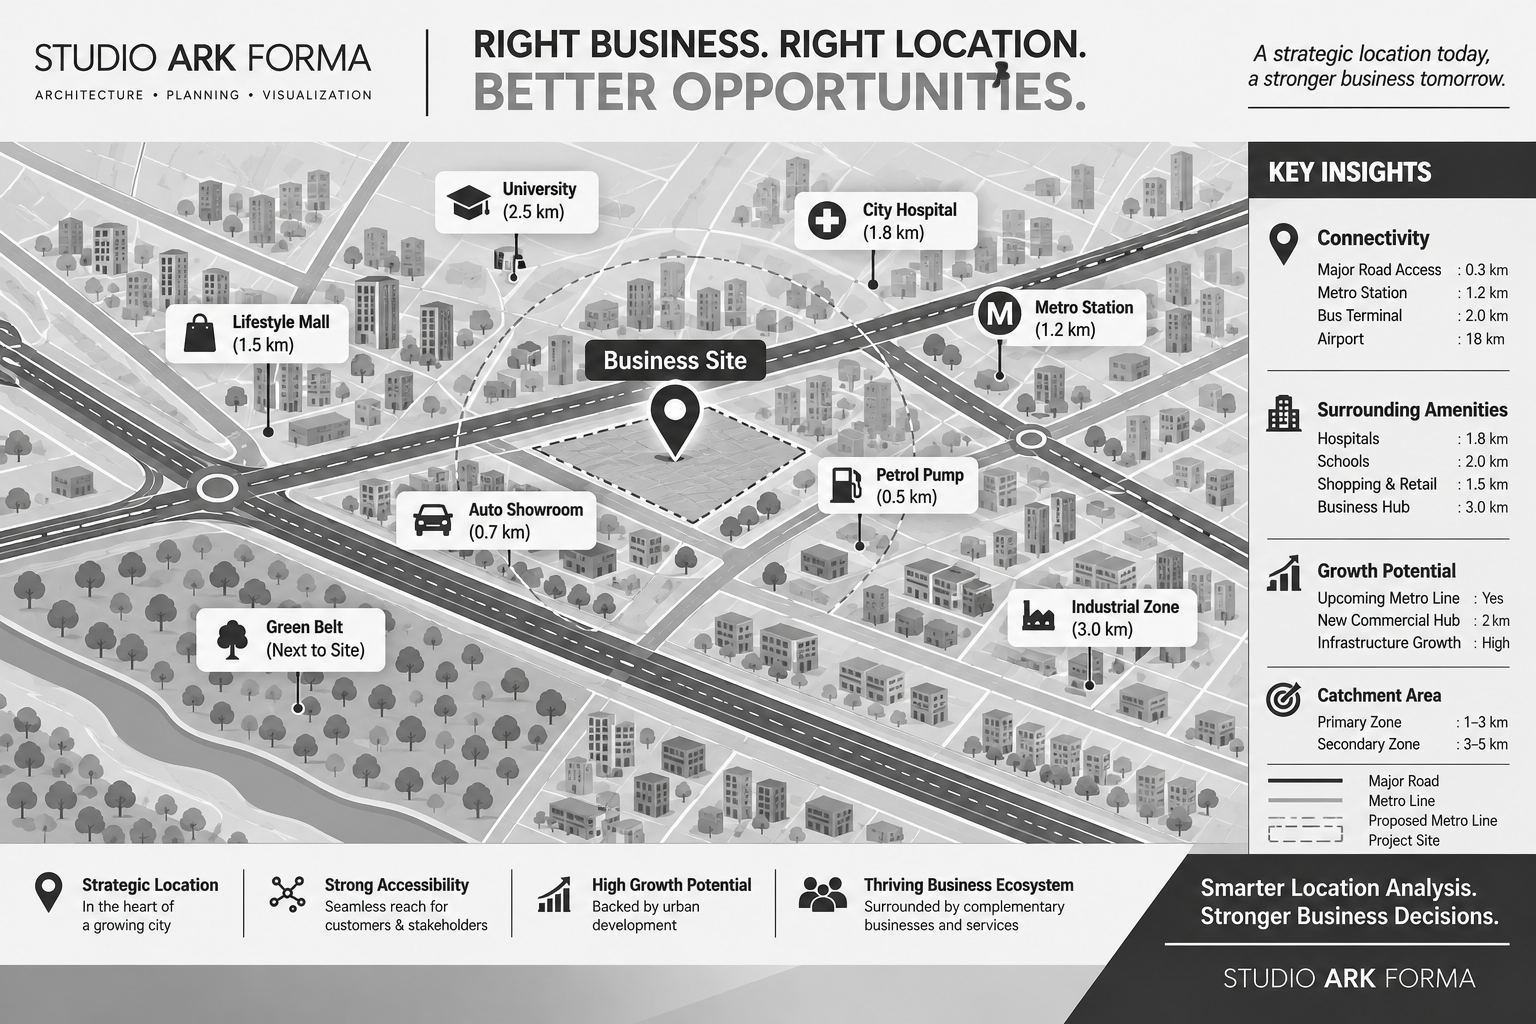 STUDIO ARK FORMA
ARCHITECTURE • PLANNING • VISUALIZATION
RIGHT BUSINESS. RIGHT LOCATION.
BETTER OPPORTUNITIES.
A strategic location today,
a stronger business tomorrow.
University
(2.5 km)
City Hospital
(1.8 km)
Lifestyle Mall
(1.5 km)
M
Metro Station
(1.2 km)
Business Site
Petrol Pump
(0.5 km)
Auto Showroom
(0.7 km)
Green Belt
(Next to Site)
Industrial Zone
(3.0 km)
KEY INSIGHTS
Connectivity
Major Road Access : 0.3 km
Metro Station : 1.2 km
Bus Terminal : 2.0 km
Airport : 18 km
Surrounding Amenities
Hospitals : 1.8 km
Schools : 2.0 km
Shopping & Retail : 1.5 km
Business Hub : 3.0 km
Growth Potential
Upcoming Metro Line : Yes
New Commercial Hub : 2 km
Infrastructure Growth : High
Catchment Area
Primary Zone : 1–3 km
Secondary Zone : 3–5 km
Major Road
Metro Line
Proposed Metro Line
Project Site
Strategic Location
In the heart of
a growing city
Strong Accessibility
Seamless reach for
customers & stakeholders
High Growth Potential
Backed by urban
development
Thriving Business Ecosystem
Surrounded by complementary
businesses and services
Smarter Location Analysis.
Stronger Business Decisions.
STUDIO ARK FORMA